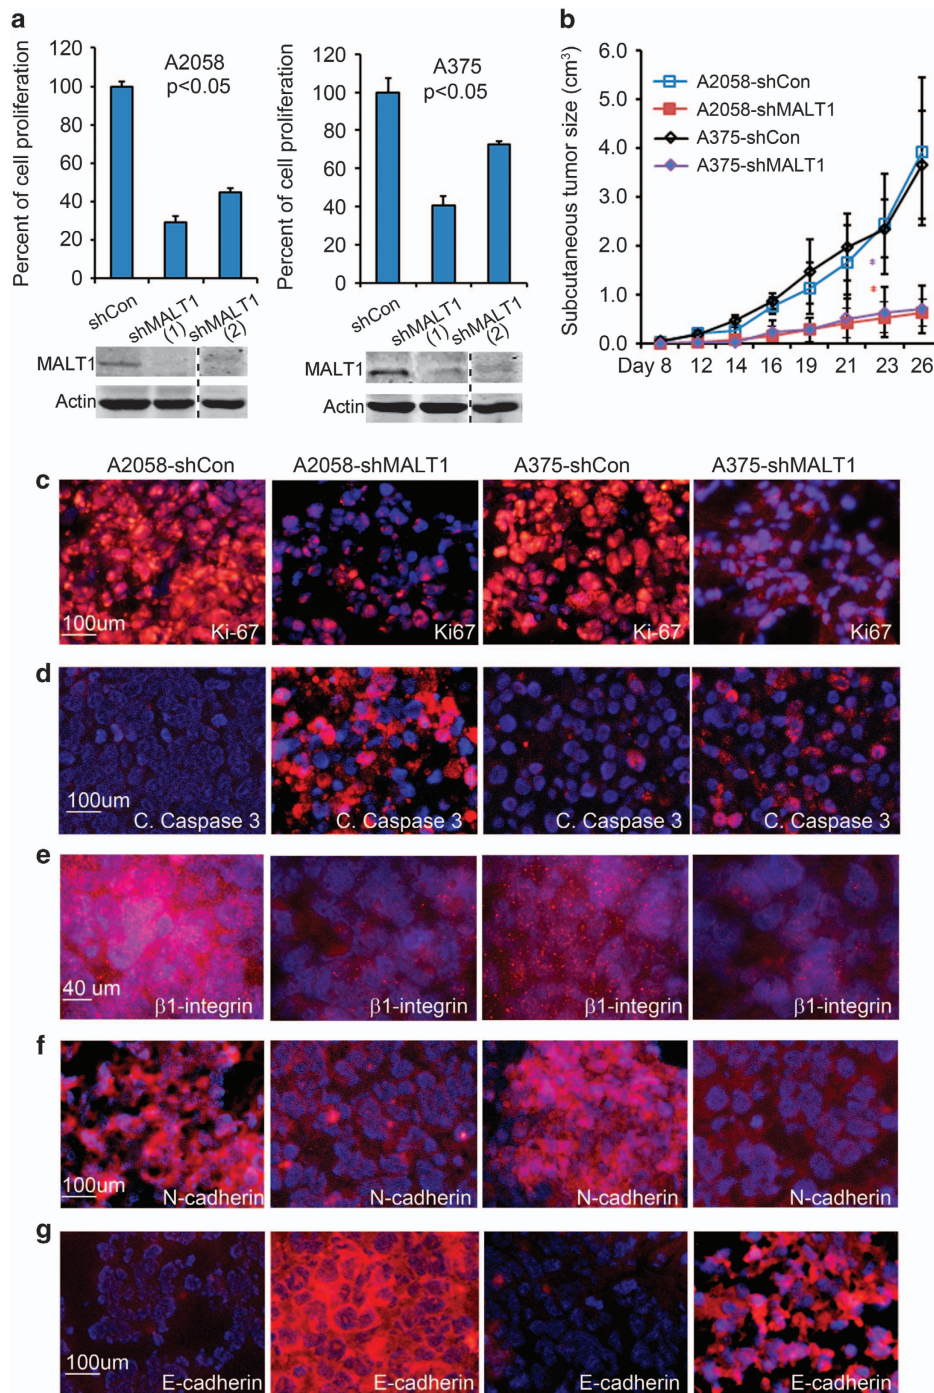 a
Percent of cell proliferation
120
100
80
60
40
20
0
A2058
p<0.05
shCon
shMALT1
(1)
shMALT1
(2)
MALT1
Actin
Percent of cell proliferation
120
100
80
60
40
20
0
A375
p<0.05
shCon
shMALT1
(1)
shMALT1
(2)
MALT1
Actin
b
Subcutaneous tumor size (cm³)
6.0
5.0
4.0
3.0
2.0
1.0
0.0
A2058-shCon
A2058-shMALT1
A375-shCon
A375-shMALT1
*
*
Day 8 12 14 16 19 21 23 26
A2058-shCon A2058-shMALT1 A375-shCon A375-shMALT1
c
100um
Ki-67 Ki67 Ki-67 Ki67
d
100um
C. Caspase 3 C. Caspase 3 C. Caspase 3 C. Caspase 3
e
40 um
β1-integrin β1-integrin β1-integrin β1-integrin
f
100um
N-cadherin N-cadherin N-cadherin N-cadherin
g
100um
E-cadherin E-cadherin E-cadherin E-cadherin